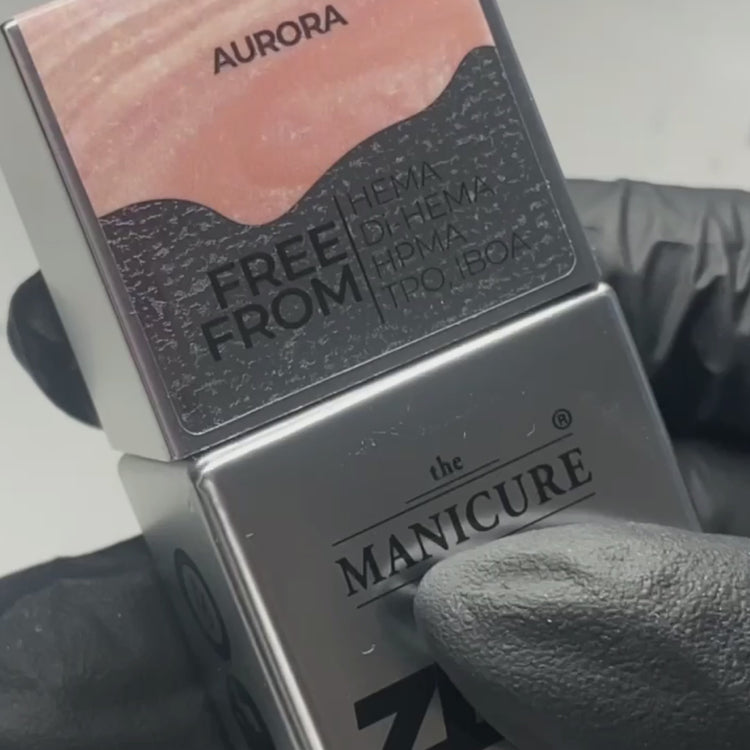 AURORA
FREE
FROM
HEMA
DI-HEMA
HPMA
TPO, IBOA
the
MANICURE
®